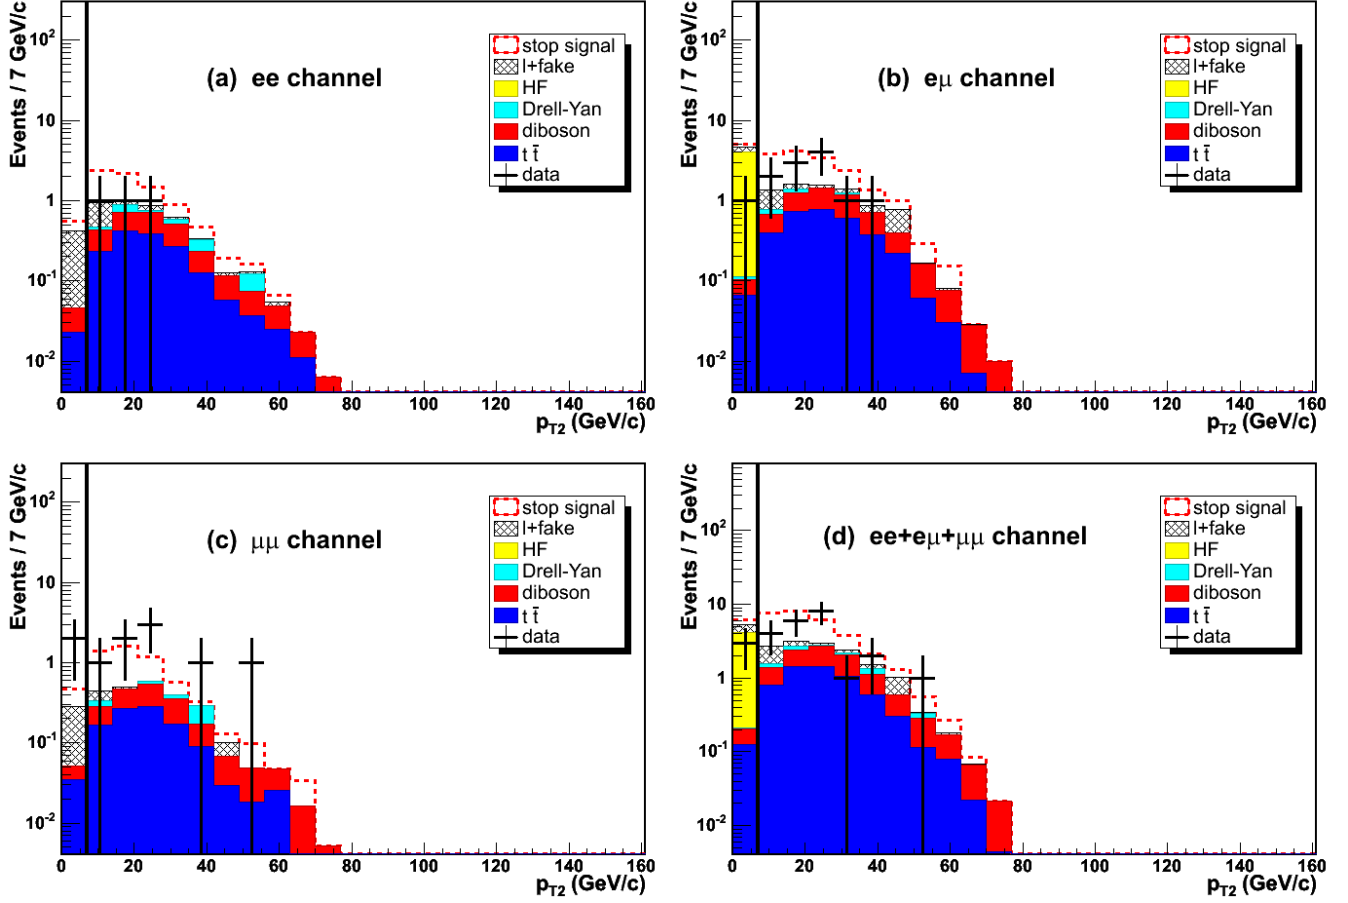 Events / 7 GeV/c
10²
10
1
10⁻¹
10⁻²
(a) ee channel
stop signal
l+fake
HF
Drell-Yan
diboson
t t̄
data
0 20 40 60 80 100 120 140 160
pT2 (GeV/c)
Events / 7 GeV/c
10²
10
1
10⁻¹
10⁻²
(b) eμ channel
stop signal
l+fake
HF
Drell-Yan
diboson
t t̄
data
0 20 40 60 80 100 120 140 160
pT2 (GeV/c)
Events / 7 GeV/c
10²
10
1
10⁻¹
10⁻²
(c) μμ channel
stop signal
l+fake
HF
Drell-Yan
diboson
t t̄
data
0 20 40 60 80 100 120 140 160
pT2 (GeV/c)
Events / 7 GeV/c
10²
10
1
10⁻¹
10⁻²
(d) ee+eμ+μμ channel
stop signal
l+fake
HF
Drell-Yan
diboson
t t̄
data
0 20 40 60 80 100 120 140 160
pT2 (GeV/c)